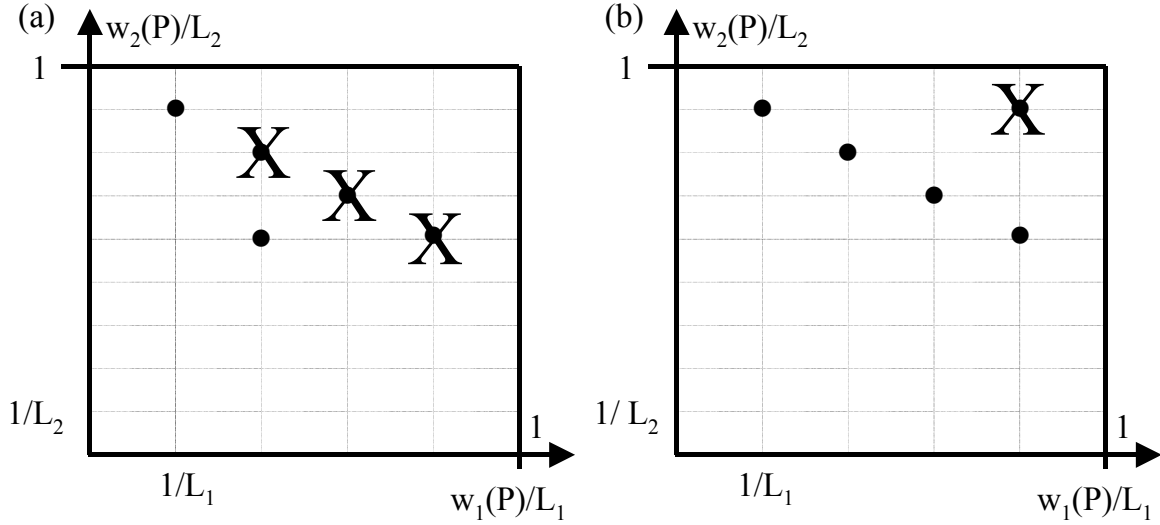 (a)
w₂(P)/L₂
1
X
X
X
1/L₂
1
1/L₁
w₁(P)/L₁
(b)
w₂(P)/L₂
1
X
1/ L₂
1
1/L₁
w₁(P)/L₁